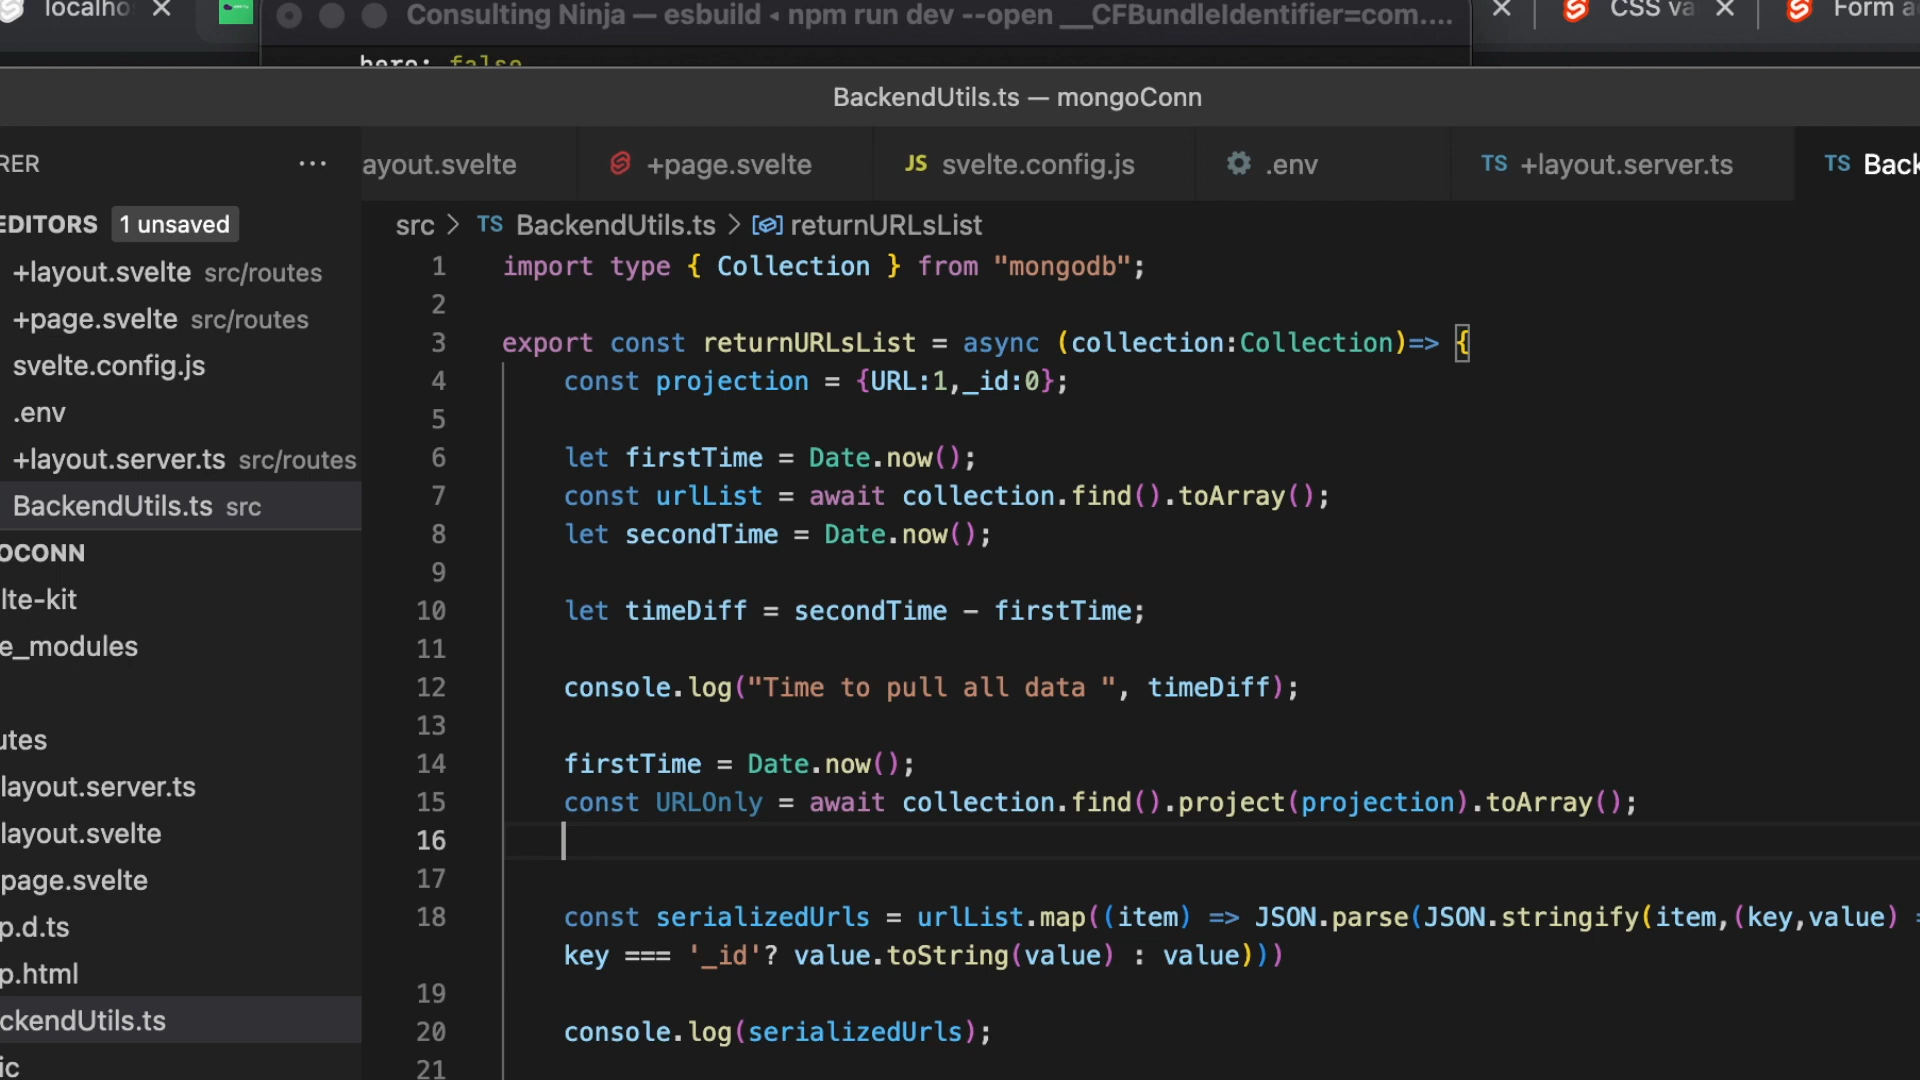 localho
Consulting Ninja — esbuild ◂ npm run dev --open __CFBundleIdentifier=com....
CSS va
Form a
here: false
BackendUtils.ts — mongoConn
RER
ayout.svelte
+page.svelte
JS svelte.config.js
.env
TS +layout.server.ts
TS Back
EDITORS 1 unsaved
+layout.svelte src/routes
+page.svelte src/routes
svelte.config.js
.env
+layout.server.ts src/routes
BackendUtils.ts src
OCONN
lte-kit
e_modules
utes
layout.server.ts
layout.svelte
page.svelte
p.d.ts
p.html
ckendUtils.ts
ic
src > TS BackendUtils.ts > returnURLsList
1 import type { Collection } from "mongodb";
2
3 export const returnURLsList = async (collection:Collection)=> {
4 const projection = {URL:1,_id:0};
5
6 let firstTime = Date.now();
7 const urlList = await collection.find().toArray();
8 let secondTime = Date.now();
9
10 let timeDiff = secondTime - firstTime;
11
12 console.log("Time to pull all data ", timeDiff);
13
14 firstTime = Date.now();
15 const URLOnly = await collection.find().project(projection).toArray();
16
17
18 const serializedUrls = urlList.map((item) => JSON.parse(JSON.stringify(item,(key,value) =
key === '_id'? value.toString(value) : value)))
19
20 console.log(serializedUrls);
21